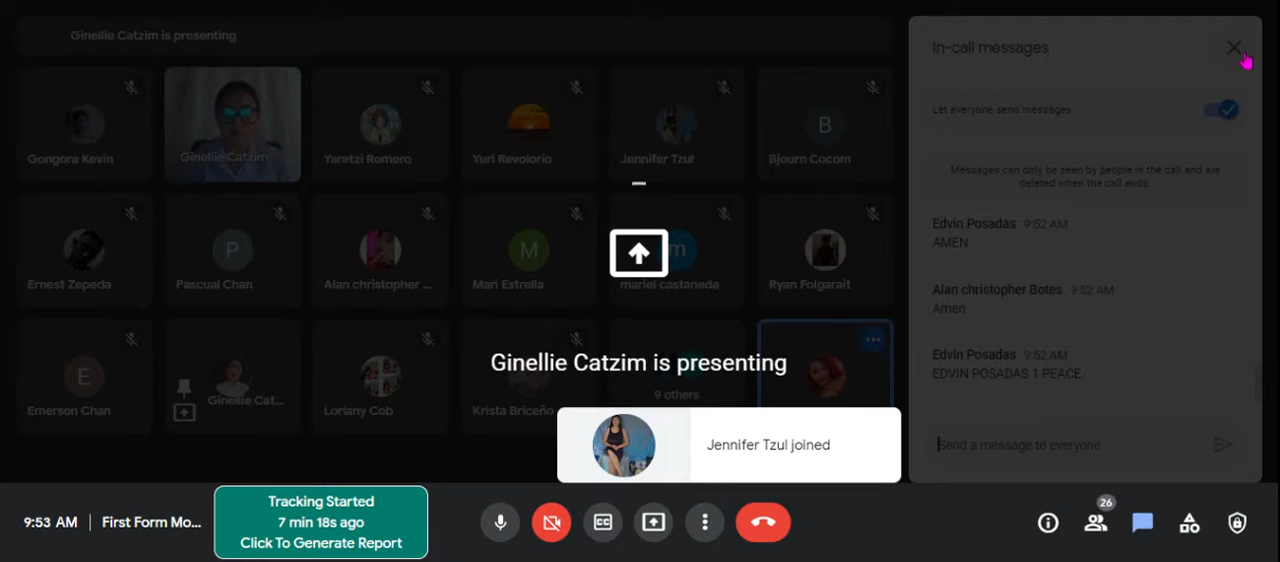 Ginellie Catzim is presenting
Gongora Kevin
Ginellie Catzim
Yaretzi Romero
Yuri Revolorio
Jennifer Tzul
B
Bjourn Cocom
Ernest Zepeda
P
Pascual Chan
Alan christopher ...
M
Mari Estrella
m
mariel castaneda
Ryan Folgarait
E
Emerson Chan
Ginellie Cat...
Loriany Cob
Krista Briceño
9 others
Ginellie Catzim is presenting
Jennifer Tzul joined
In-call messages
Let everyone send messages
Messages can only be seen by people in the call and are
deleted when the call ends.
Edvin Posadas 9:52 AM
AMEN
Alan christopher Botes 9:52 AM
Amen
Edvin Posadas 9:52 AM
EDVIN POSADAS 1 PEACE
Send a message to everyone
9:53 AM | First Form Mo...
Tracking Started
7 min 18s ago
Click To Generate Report
CC
26